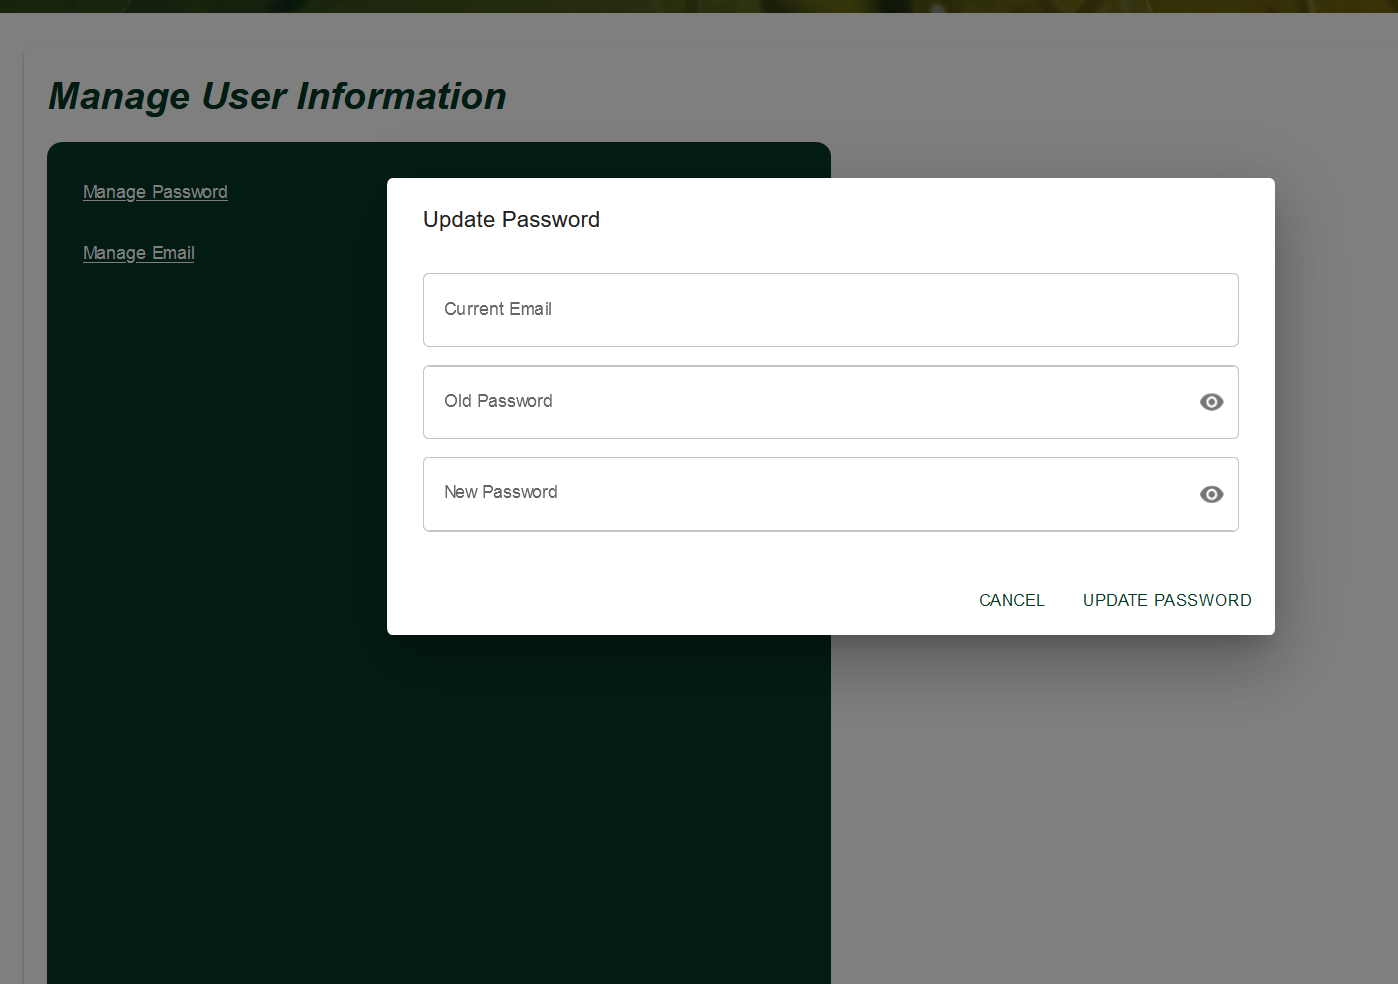 Manage User Information
Manage Password
Manage Email
Update Password
Current Email
Old Password
New Password
CANCEL
UPDATE PASSWORD